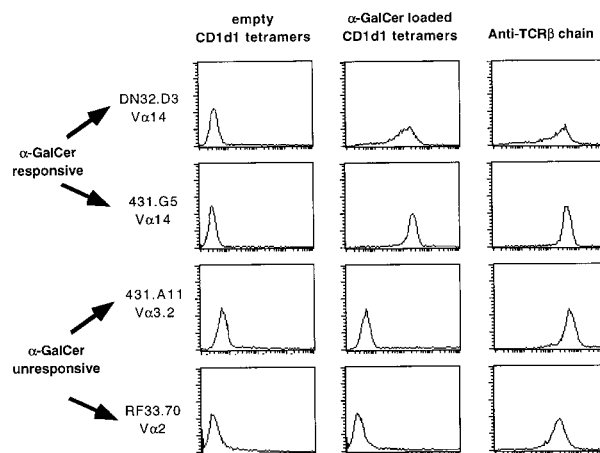 empty
CD1d1 tetramers
α-GalCer loaded
CD1d1 tetramers
Anti-TCRβ chain
DN32.D3
Vα14
α-GalCer
responsive
431.G5
Vα14
431.A11
Vα3.2
α-GalCer
unresponsive
RF33.70
Vα2